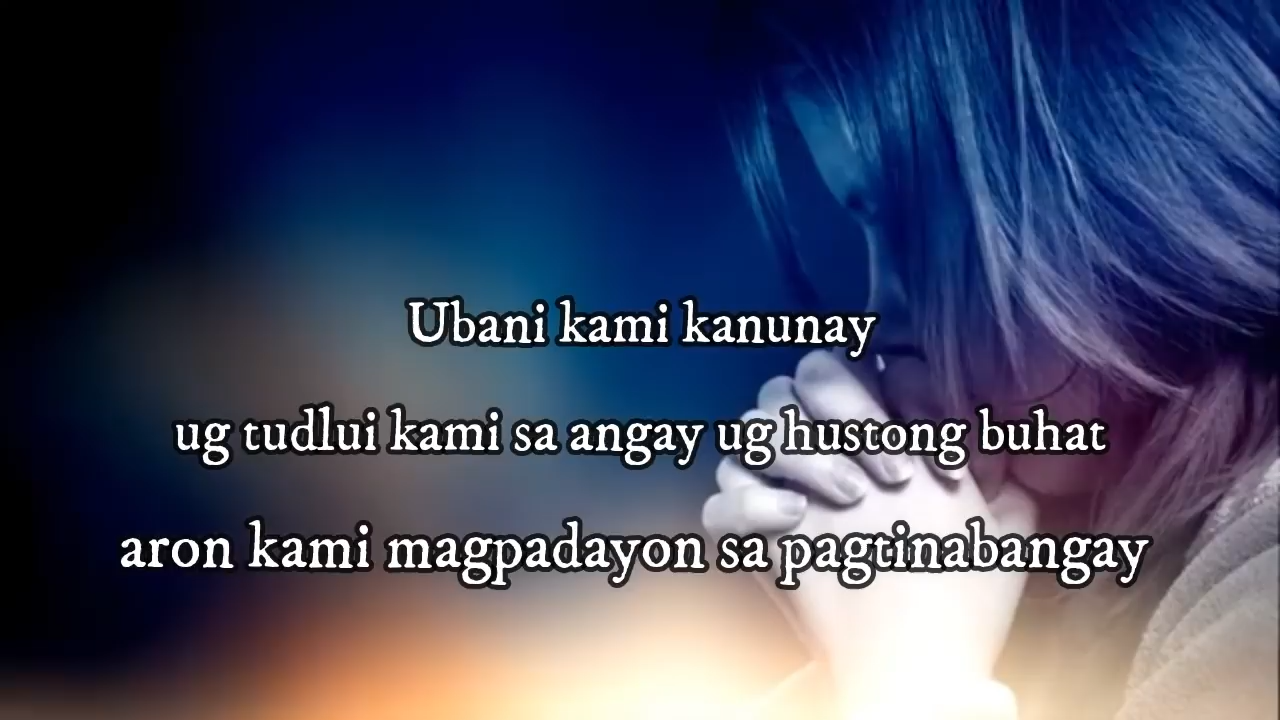 Ubani kami kanunay
ug tudlui kami sa angay ug hustong buhat
aron kami magpadayon sa pagtinabangay